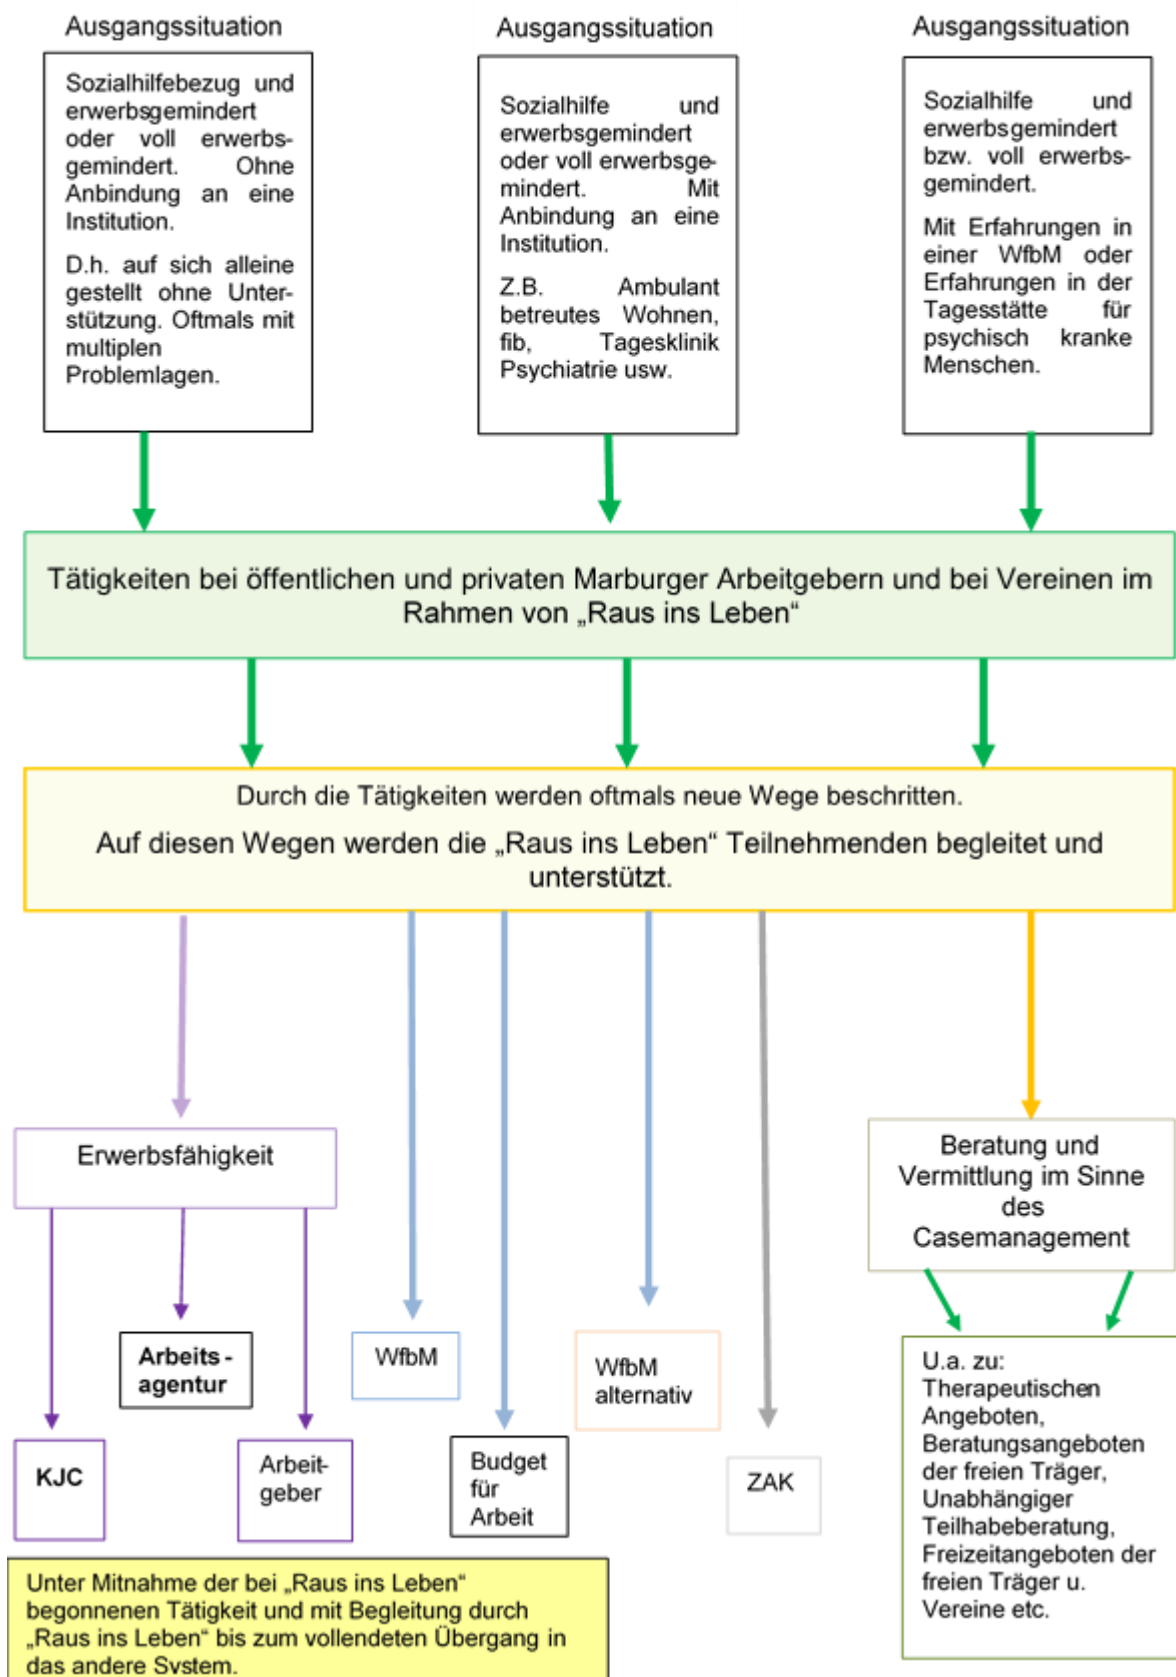 Ausgangssituation
Sozialhilfebezug und
erwerbsgemindert
oder voll erwerbs-
gemindert. Ohne
Anbindung an eine
Institution.
D.h. auf sich alleine
gestellt ohne Unter-
stützung. Oftmals mit
multiplen
Problemlagen.
Ausgangssituation
Sozialhilfe und
erwerbsgemindert
oder voll erwerbsge-
mindert. Mit
Anbindung an eine
Institution.
Z.B. Ambulant
betreutes Wohnen,
fib, Tagesklinik
Psychiatrie usw.
Ausgangssituation
Sozialhilfe und
erwerbsgemindert
bzw. voll erwerbs-
gemindert.
Mit Erfahrungen in
einer WfbM oder
Erfahrungen in der
Tagesstätte für
psychisch kranke
Menschen.
Tätigkeiten bei öffentlichen und privaten Marburger Arbeitgebern und bei Vereinen im
Rahmen von „Raus ins Leben“
Durch die Tätigkeiten werden oftmals neue Wege beschritten.
Auf diesen Wegen werden die „Raus ins Leben“ Teilnehmenden begleitet und
unterstützt.
Erwerbsfähigkeit
Beratung und
Vermittlung im Sinne
des
Casemanagement
Arbeits-
agentur
WfbM
WfbM
alternativ
KJC
Arbeit-
geber
Budget
für
Arbeit
ZAK
U.a. zu:
Therapeutischen
Angeboten,
Beratungsangeboten
der freien Träger,
Unabhängiger
Teilhabeberatung,
Freizeitangeboten der
freien Träger u.
Vereine etc.
Unter Mitnahme der bei „Raus ins Leben“
begonnenen Tätigkeit und mit Begleitung durch
„Raus ins Leben“ bis zum vollendeten Übergang in
das andere System.